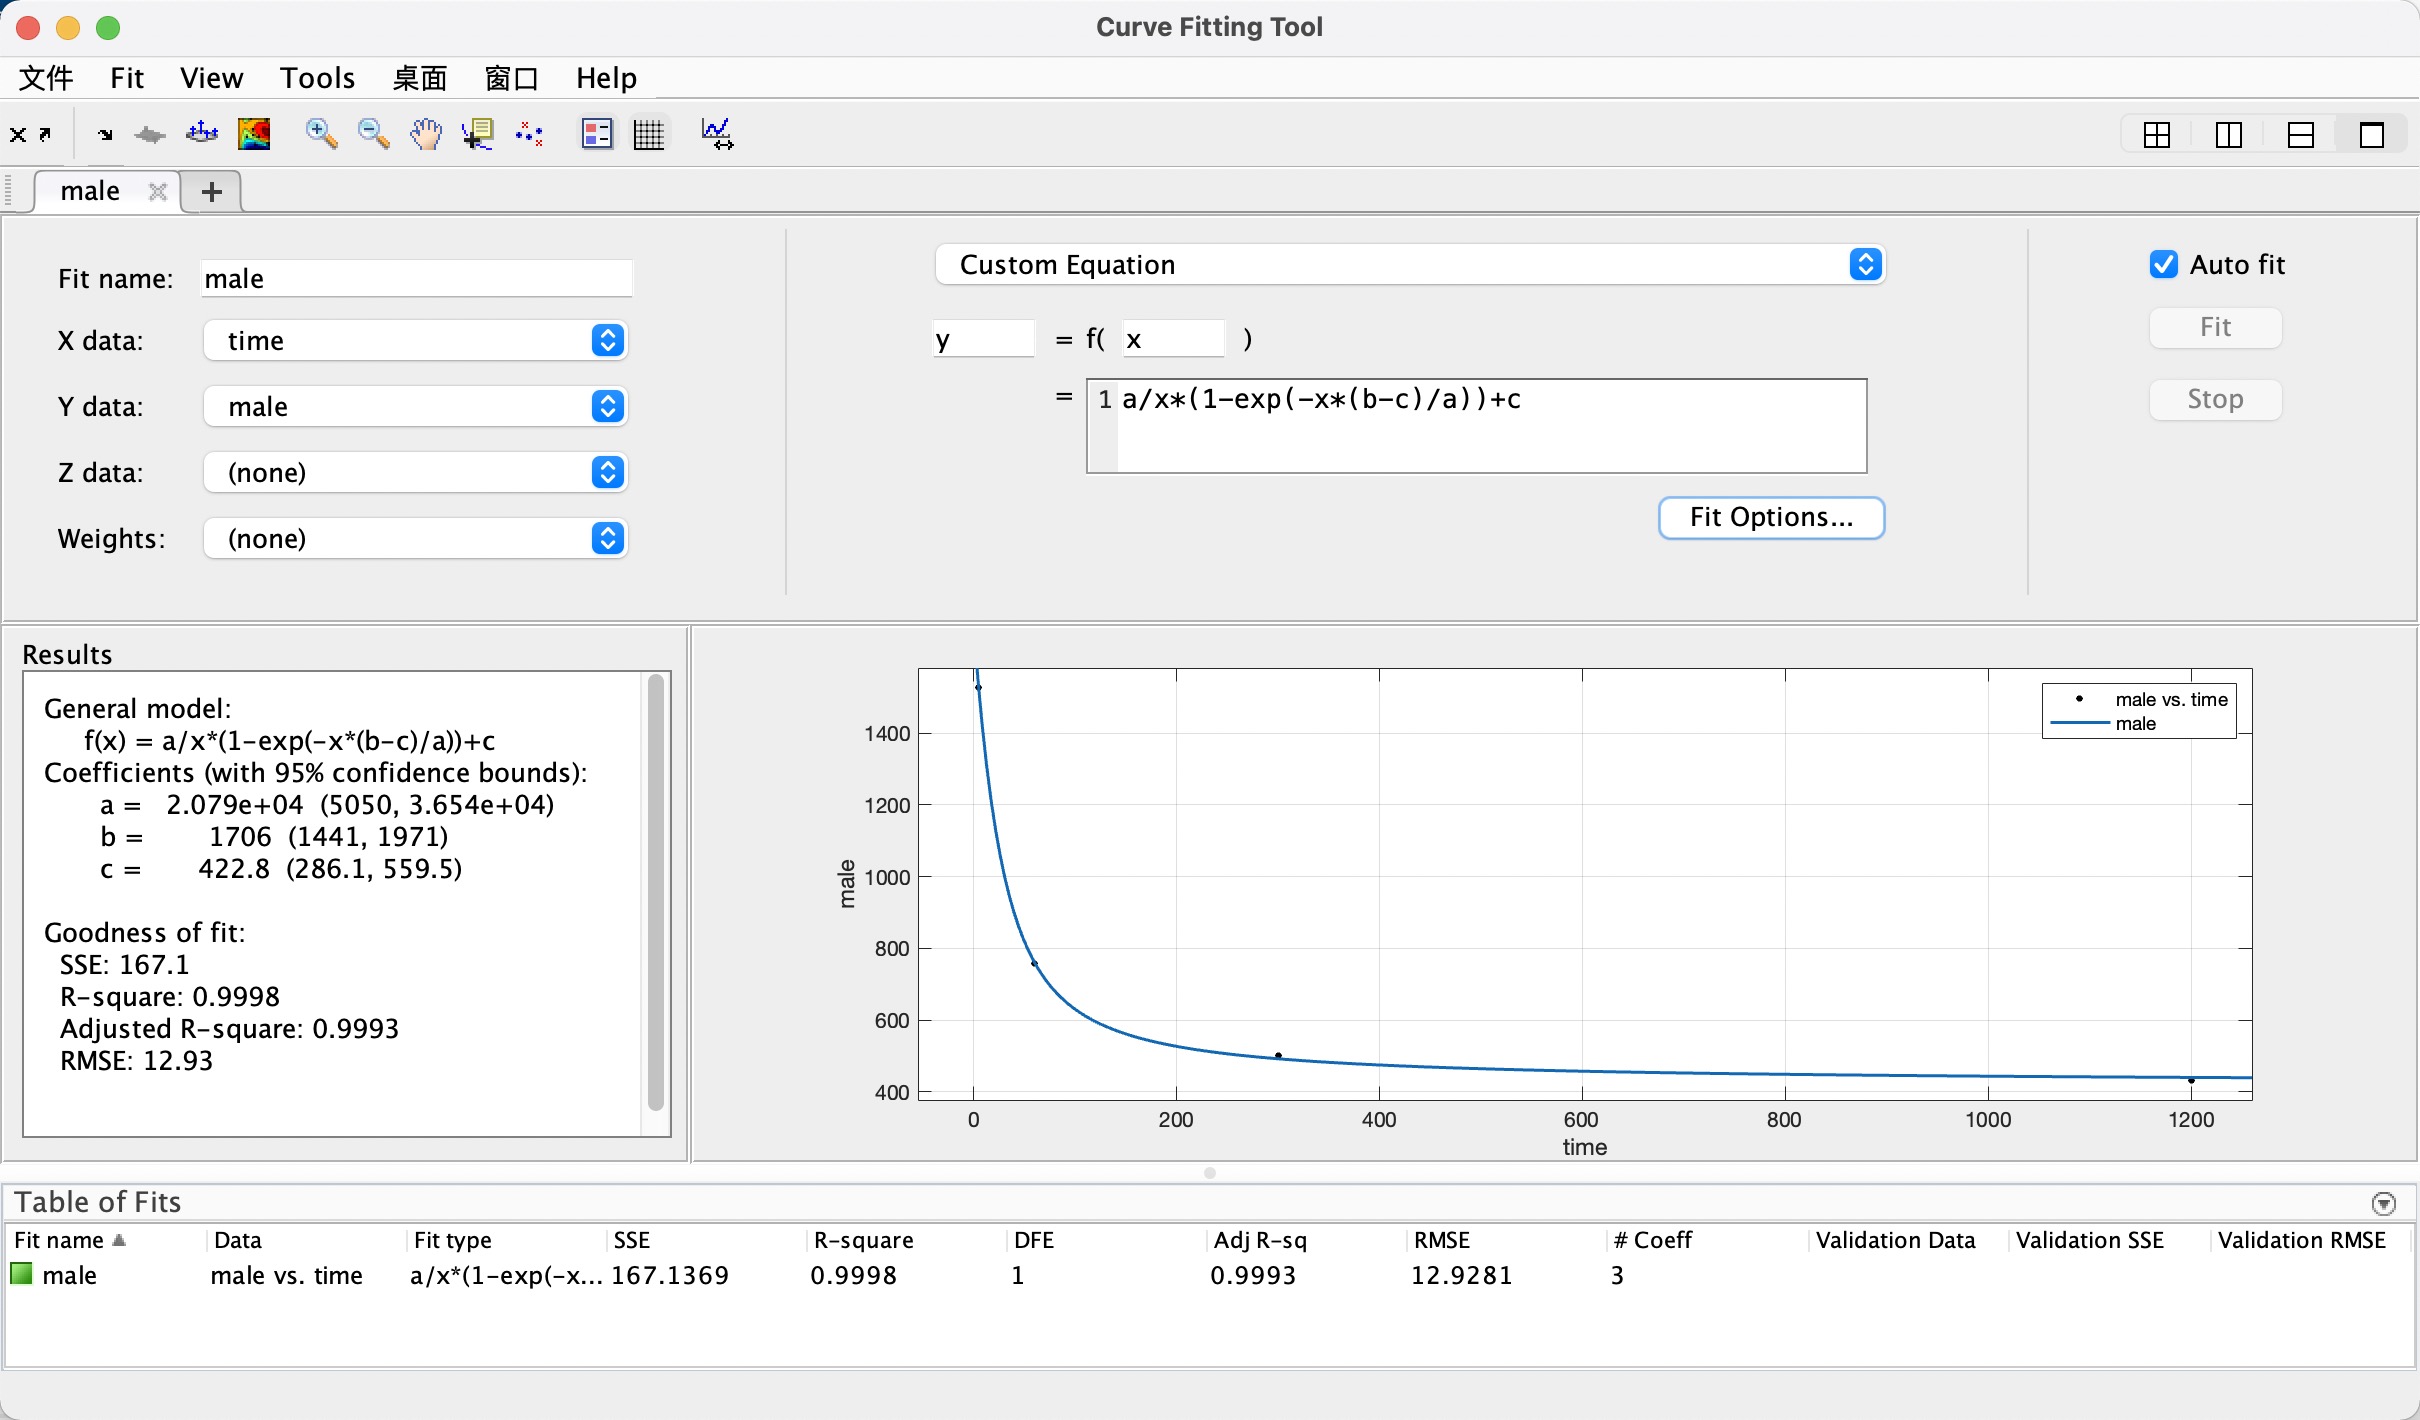 Curve Fitting Tool
文件 Fit View Tools 桌面 窗口 Help
male
Fit name: male
X data: time
Y data: male
Z data: (none)
Weights: (none)
Custom Equation
y = f( x )
= 1 a/x*(1-exp(-x*(b-c)/a))+c
Fit Options...
Auto fit
Fit
Stop
Results
General model:
f(x) = a/x*(1-exp(-x*(b-c)/a))+c
Coefficients (with 95% confidence bounds):
a = 2.079e+04 (5050, 3.654e+04)
b = 1706 (1441, 1971)
c = 422.8 (286.1, 559.5)
Goodness of fit:
SSE: 167.1
R-square: 0.9998
Adjusted R-square: 0.9993
RMSE: 12.93
male vs. time
male
1400
1200
1000
800
600
400
male
0 200 400 600 800 1000 1200
time
Table of Fits
Fit name Data Fit type SSE R-square DFE Adj R-sq RMSE # Coeff Validation Data Validation SSE Validation RMSE
male male vs. time a/x*(1-exp(-x... 167.1369 0.9998 1 0.9993 12.9281 3